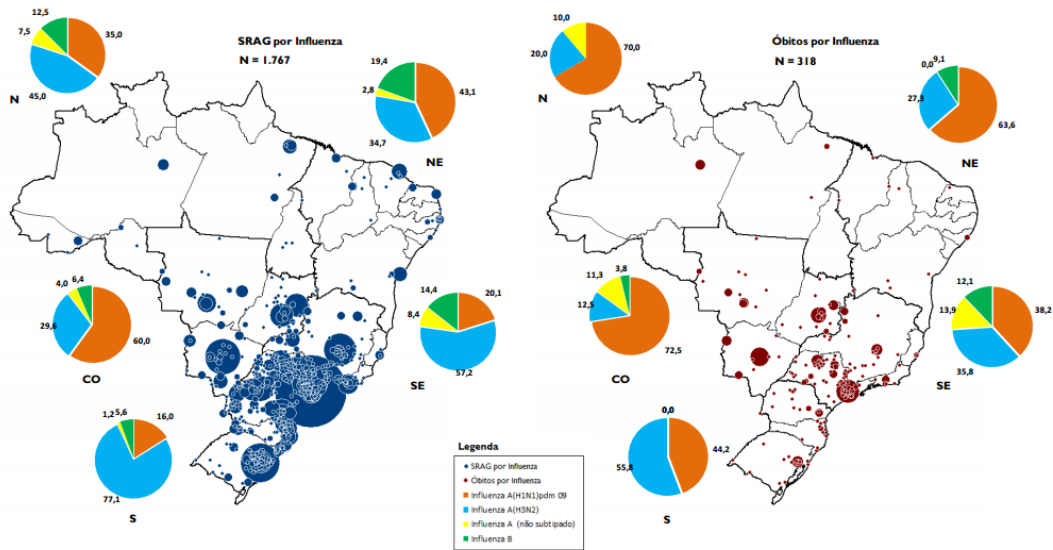 SRAG por Influenza
N = 1.767
12,5
7,5
35,0
45,0
N
19,4
2,8
43,1
34,7
NE
4,0
6,4
29,6
60,0
CO
14,4
20,1
8,4
57,2
SE
1,2
5,6
16,0
77,1
S
Óbitos por Influenza
N = 318
10,0
20,0
70,0
N
0,0
9,1
27,3
63,6
NE
11,3
3,8
12,5
72,5
CO
12,1
13,9
38,2
35,8
SE
0,0
44,2
55,8
S
Legenda
SRAG por Influenza
Óbitos por Influenza
Influenza A(H1N1)pdm 09
Influenza A(H3N2)
Influenza A (não subtipado)
Influenza B